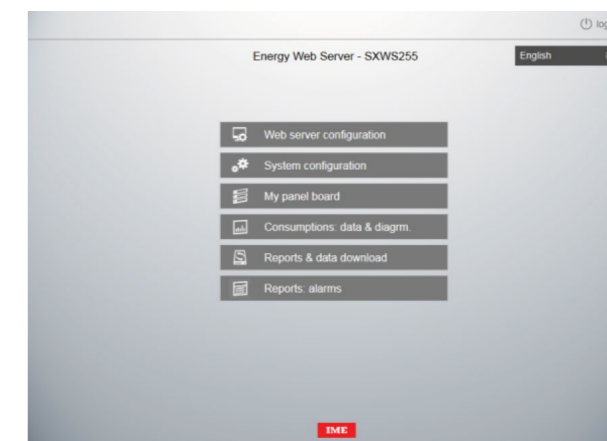 log
Energy Web Server - SXWS255
English
Web server configuration
System configuration
My panel board
Consumptions: data & diagrm.
Reports & data download
Reports: alarms
IME